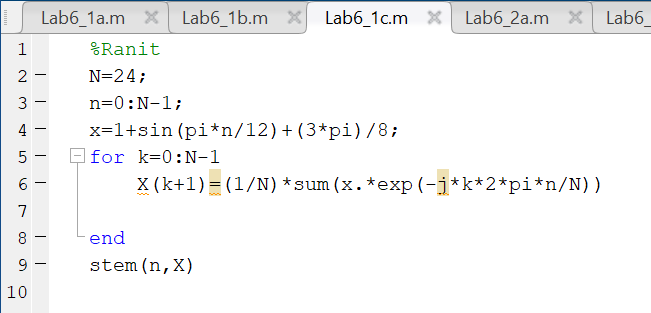 Lab6_1a.m × Lab6_1b.m × Lab6_1c.m × Lab6_2a.m × Lab6_
1 %Ranit
2 — N=24;
3 — n=0:N-1;
4 — x=1+sin(pi*n/12)+(3*pi)/8;
5 — for k=0:N-1
6 — X(k+1)=(1/N)*sum(x.*exp(-j*k*2*pi*n/N))
7
8 — end
9 — stem(n,X)
10